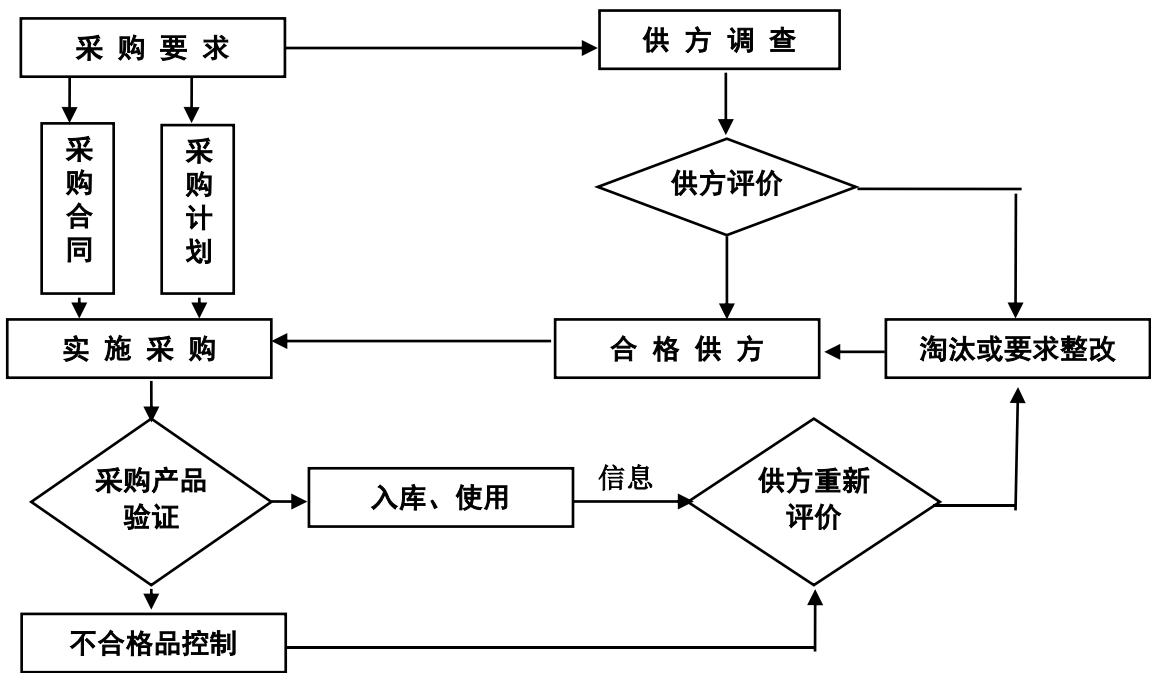 采购要求
供方调查
采购合同
采购计划
供方评价
实施采购
合格供方
淘汰或要求整改
采购产品
验证
入库、使用
信息
供方重新
评价
不合格品控制